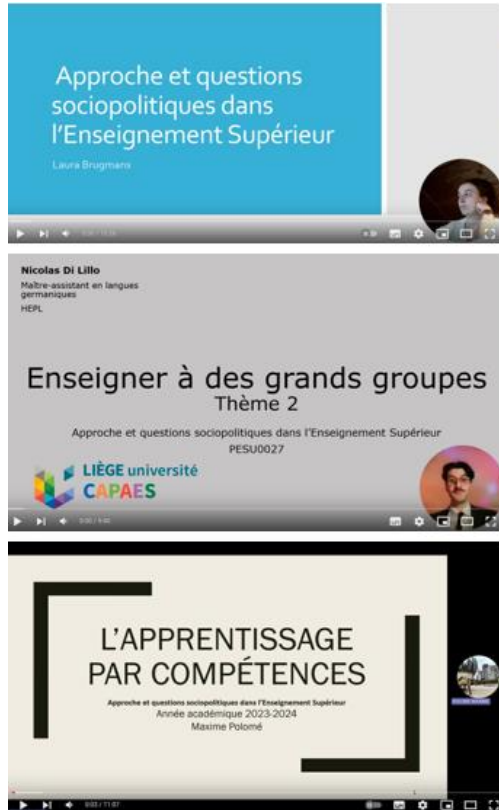 Approche et questions
sociopolitiques dans
l'Enseignement Supérieur
Laura Brugmans
Nicolas Di Lillo
Maître-assistant en langues
germaniques
HEPL
Enseigner à des grands groupes
Thème 2
Approche et questions sociopolitiques dans l'Enseignement Supérieur
PESU0027
LIÈGE université
CAPAES
L'APPRENTISSAGE
PAR COMPÉTENCES
Approche et questions sociopolitiques dans l'Enseignement Supérieur
Année académique 2023-2024
Maxime Polomé